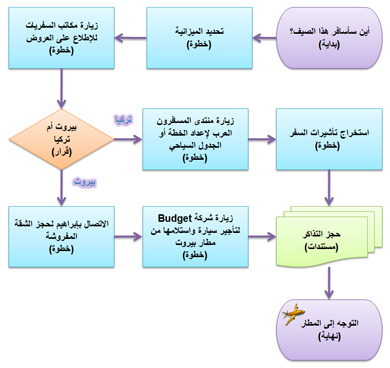 أين سأسافر هذا الصيف؟
(بداية)
تحديد الميزانية
(خطوة)
زيارة مكاتب السفريات
للإطلاع على العروض
(خطوة)
بيروت أم
تركيا
(قرار)
تركيا
زيارة منتدى المسافرون
العرب لإعداد الخطة أو
الجدول السياحي
(خطوة)
استخراج تأشيرات السفر
(خطوة)
بيروت
الاتصال بإبراهيم لحجز الشقة
المفروشة
(خطوة)
زيارة شركة Budget
لتأجير سيارة واستلامها من
مطار بيروت
(خطوة)
حجز التذاكر
(مستندات)
التوجه إلى المطار
(نهاية)